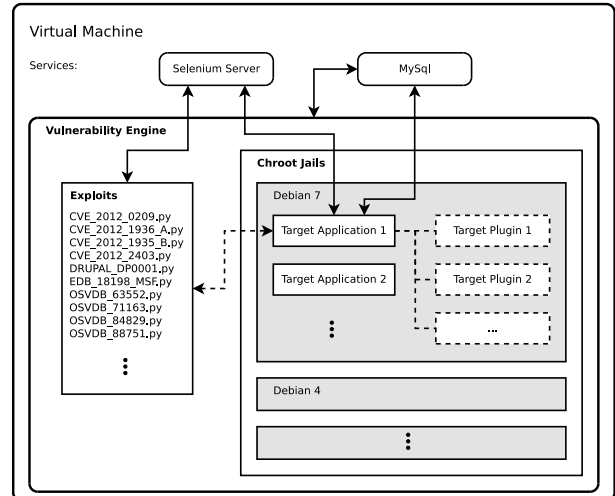 Virtual Machine
Services:
Selenium Server
MySql
Vulnerability Engine
Exploits
CVE_2012_0209.py
CVE_2012_1936_A.py
CVE_2012_1935_B.py
CVE_2012_2403.py
DRUPAL_DP0001.py
EDB_18198_MSF.py
OSVDB_63552.py
OSVDB_71163.py
OSVDB_84829.py
OSVDB_88751.py
Chroot Jails
Debian 7
Target Application 1
Target Plugin 1
Target Application 2
Target Plugin 2
...
Debian 4